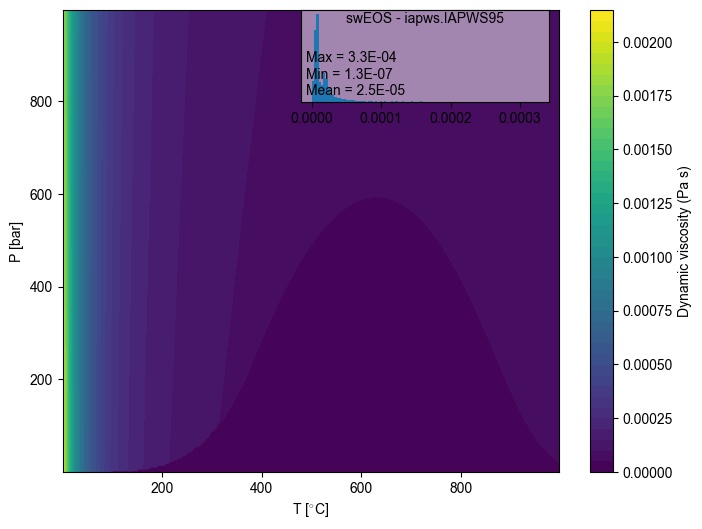 swEOS - iapws.IAPWS95
Max = 3.3E-04
Min = 1.3E-07
Mean = 2.5E-05
0.0000 0.0001 0.0002 0.0003
800
600
400
200
P [bar]
200 400 600 800
T [°C]
0.00200
0.00175
0.00150
0.00125
0.00100
0.00075
0.00050
0.00025
0.00000
Dynamic viscosity (Pa s)